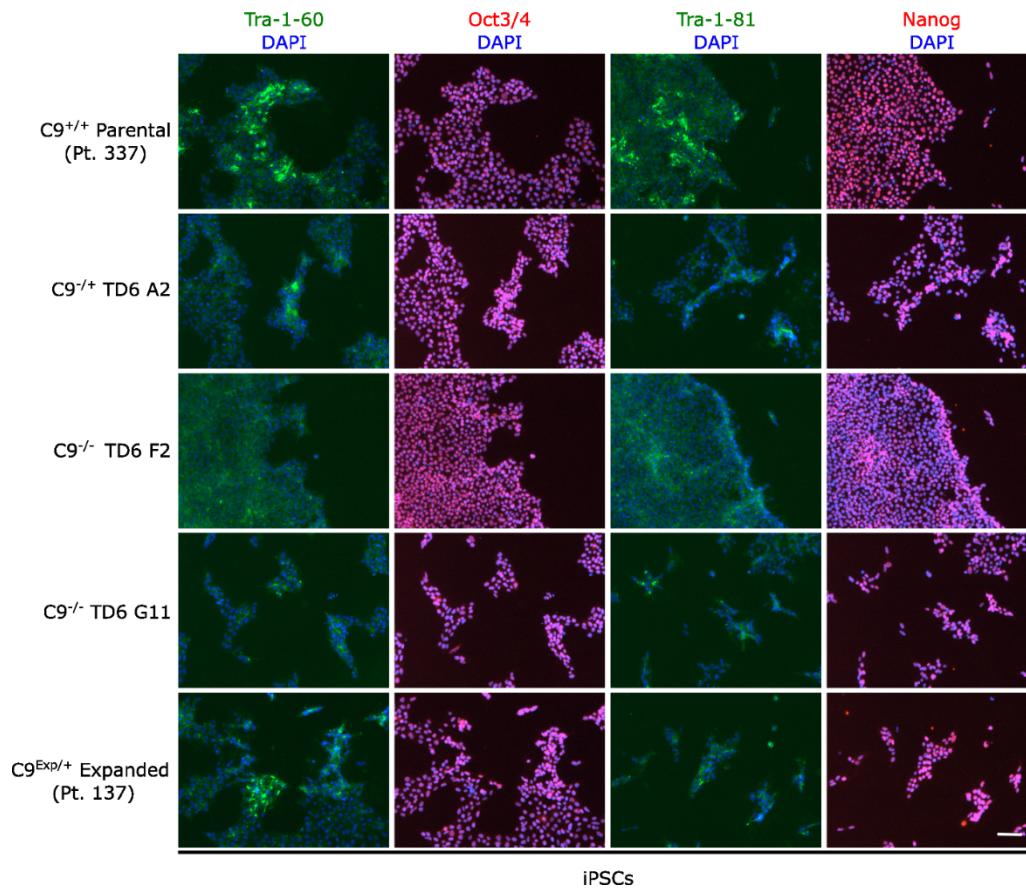 Tra-1-60 Oct3/4 Tra-1-81 Nanog
DAPI DAPI DAPI DAPI
C9+/+ Parental
(Pt. 337)
C9-/+ TD6 A2
C9-/- TD6 F2
C9-/- TD6 G11
C9Exp/+ Expanded
(Pt. 137)
iPSCs